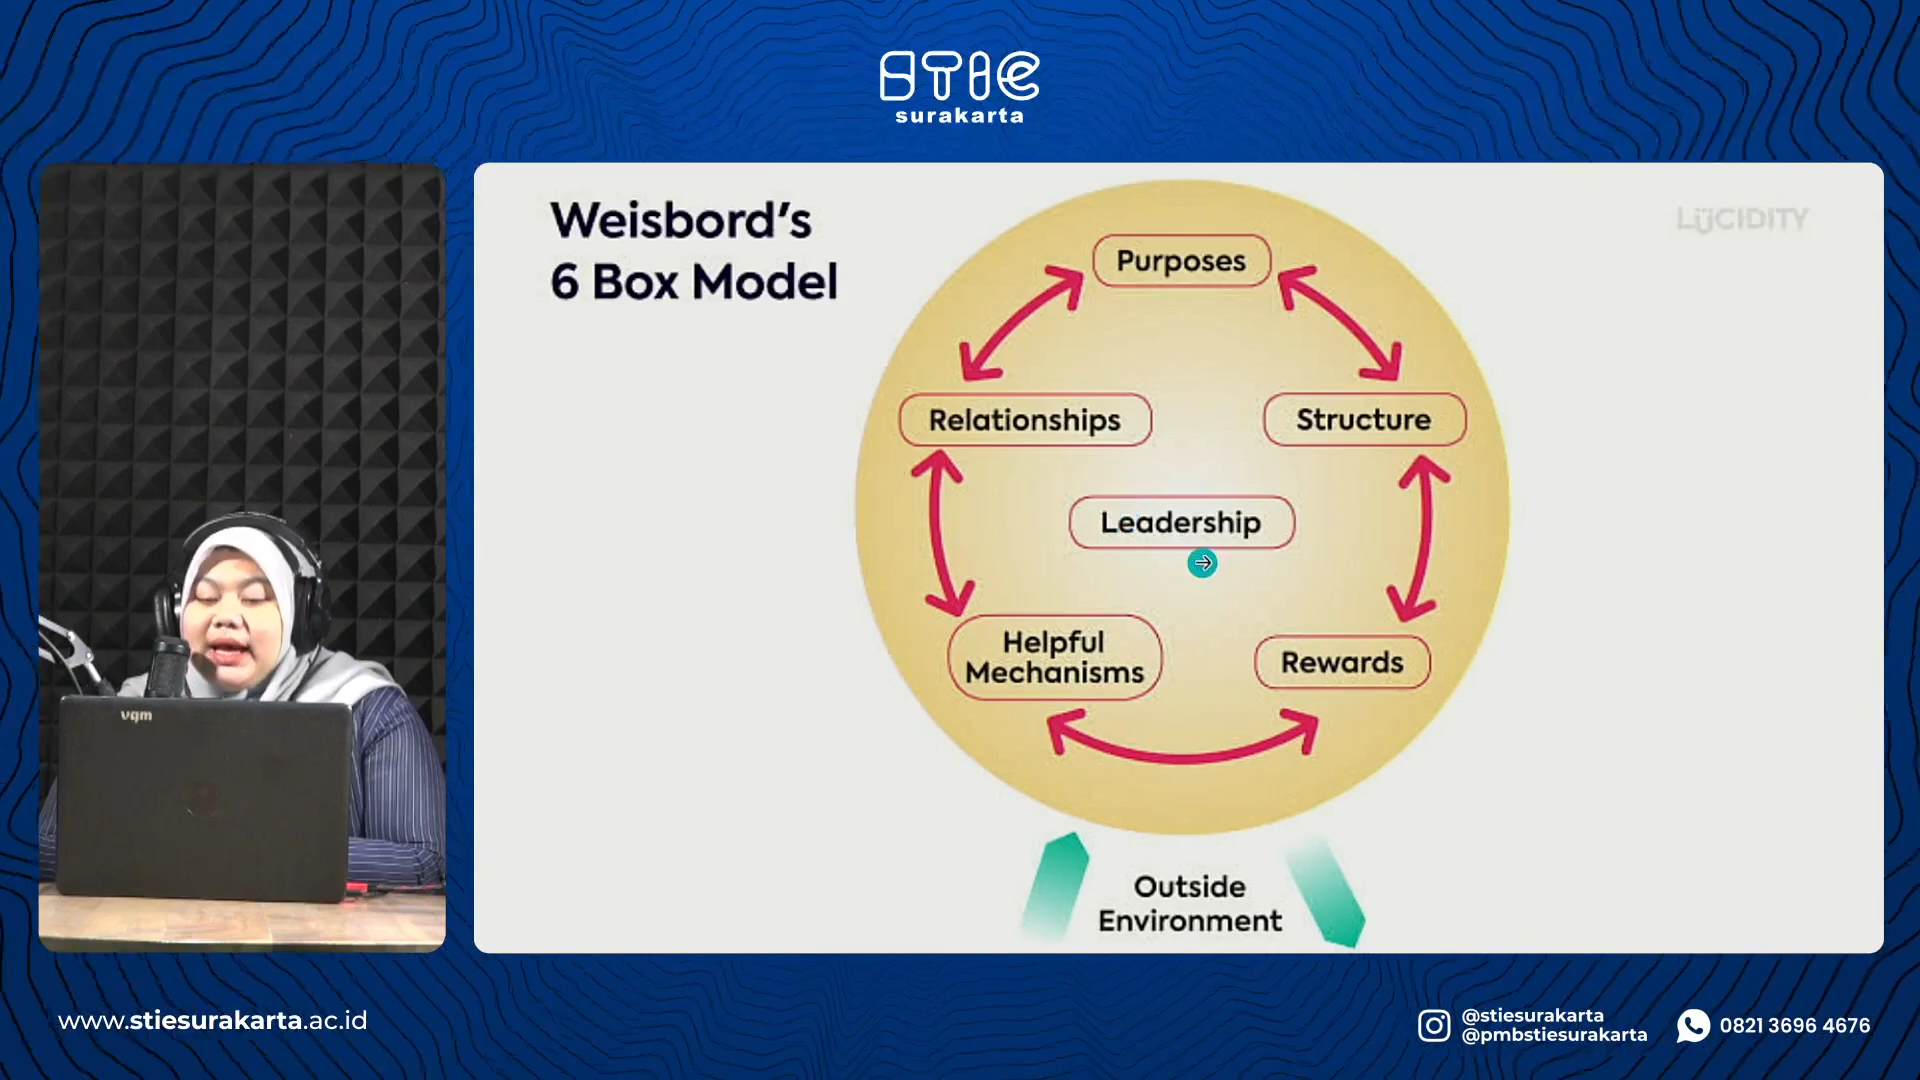 STIE
surakarta
Weisbord's
6 Box Model
LUCIDITY
Purposes
Relationships
Structure
Leadership
Helpful
Mechanisms
Rewards
Outside
Environment
vgm
www.stiesurakarta.ac.id
@stiesurakarta
@pmbstiesurakarta
0821 3696 4676